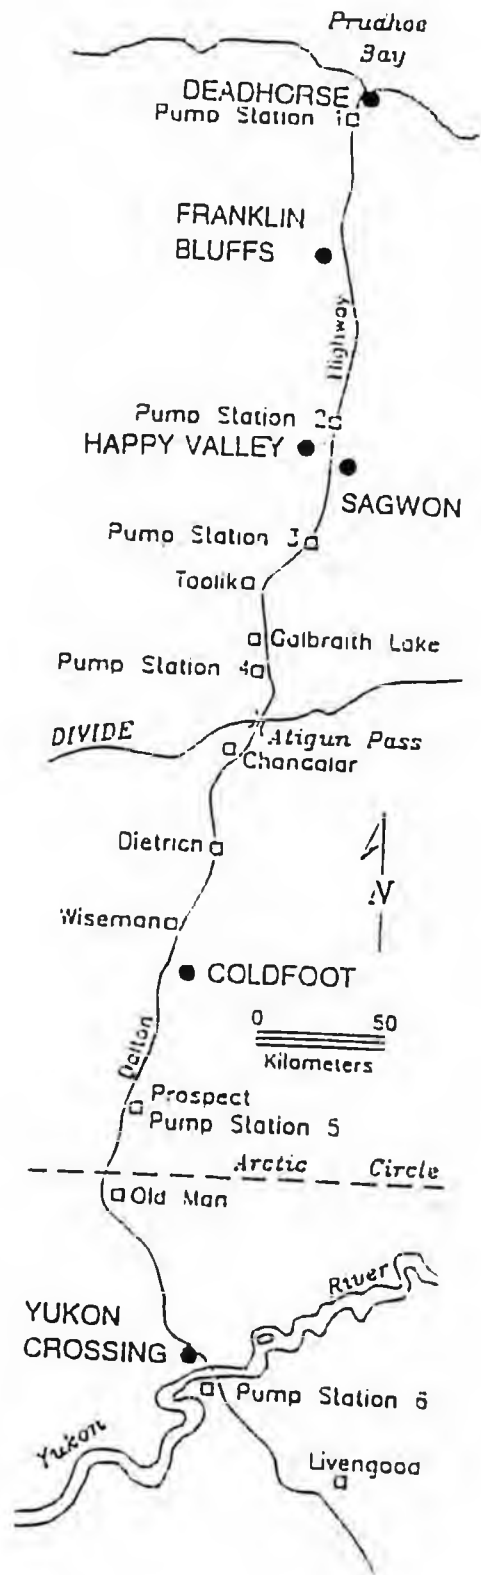 Prudhoe
Bay
DEADHORSE
Pump Station 1
FRANKLIN
BLUFFS
Highway
Pump Station 2
HAPPY VALLEY
SAGWON
Pump Station 3
Toolik
Galbraith Lake
Pump Station 4
DIVIDE
Atigun Pass
Chandalar
Dietrich
Wiseman
N
COLDFOOT
0 50
Kilometers
Dalton
Prospect
Pump Station 5
Arctic Circle
Old Man
River
YUKON
CROSSING
Pump Station 6
Yukon
Livengood